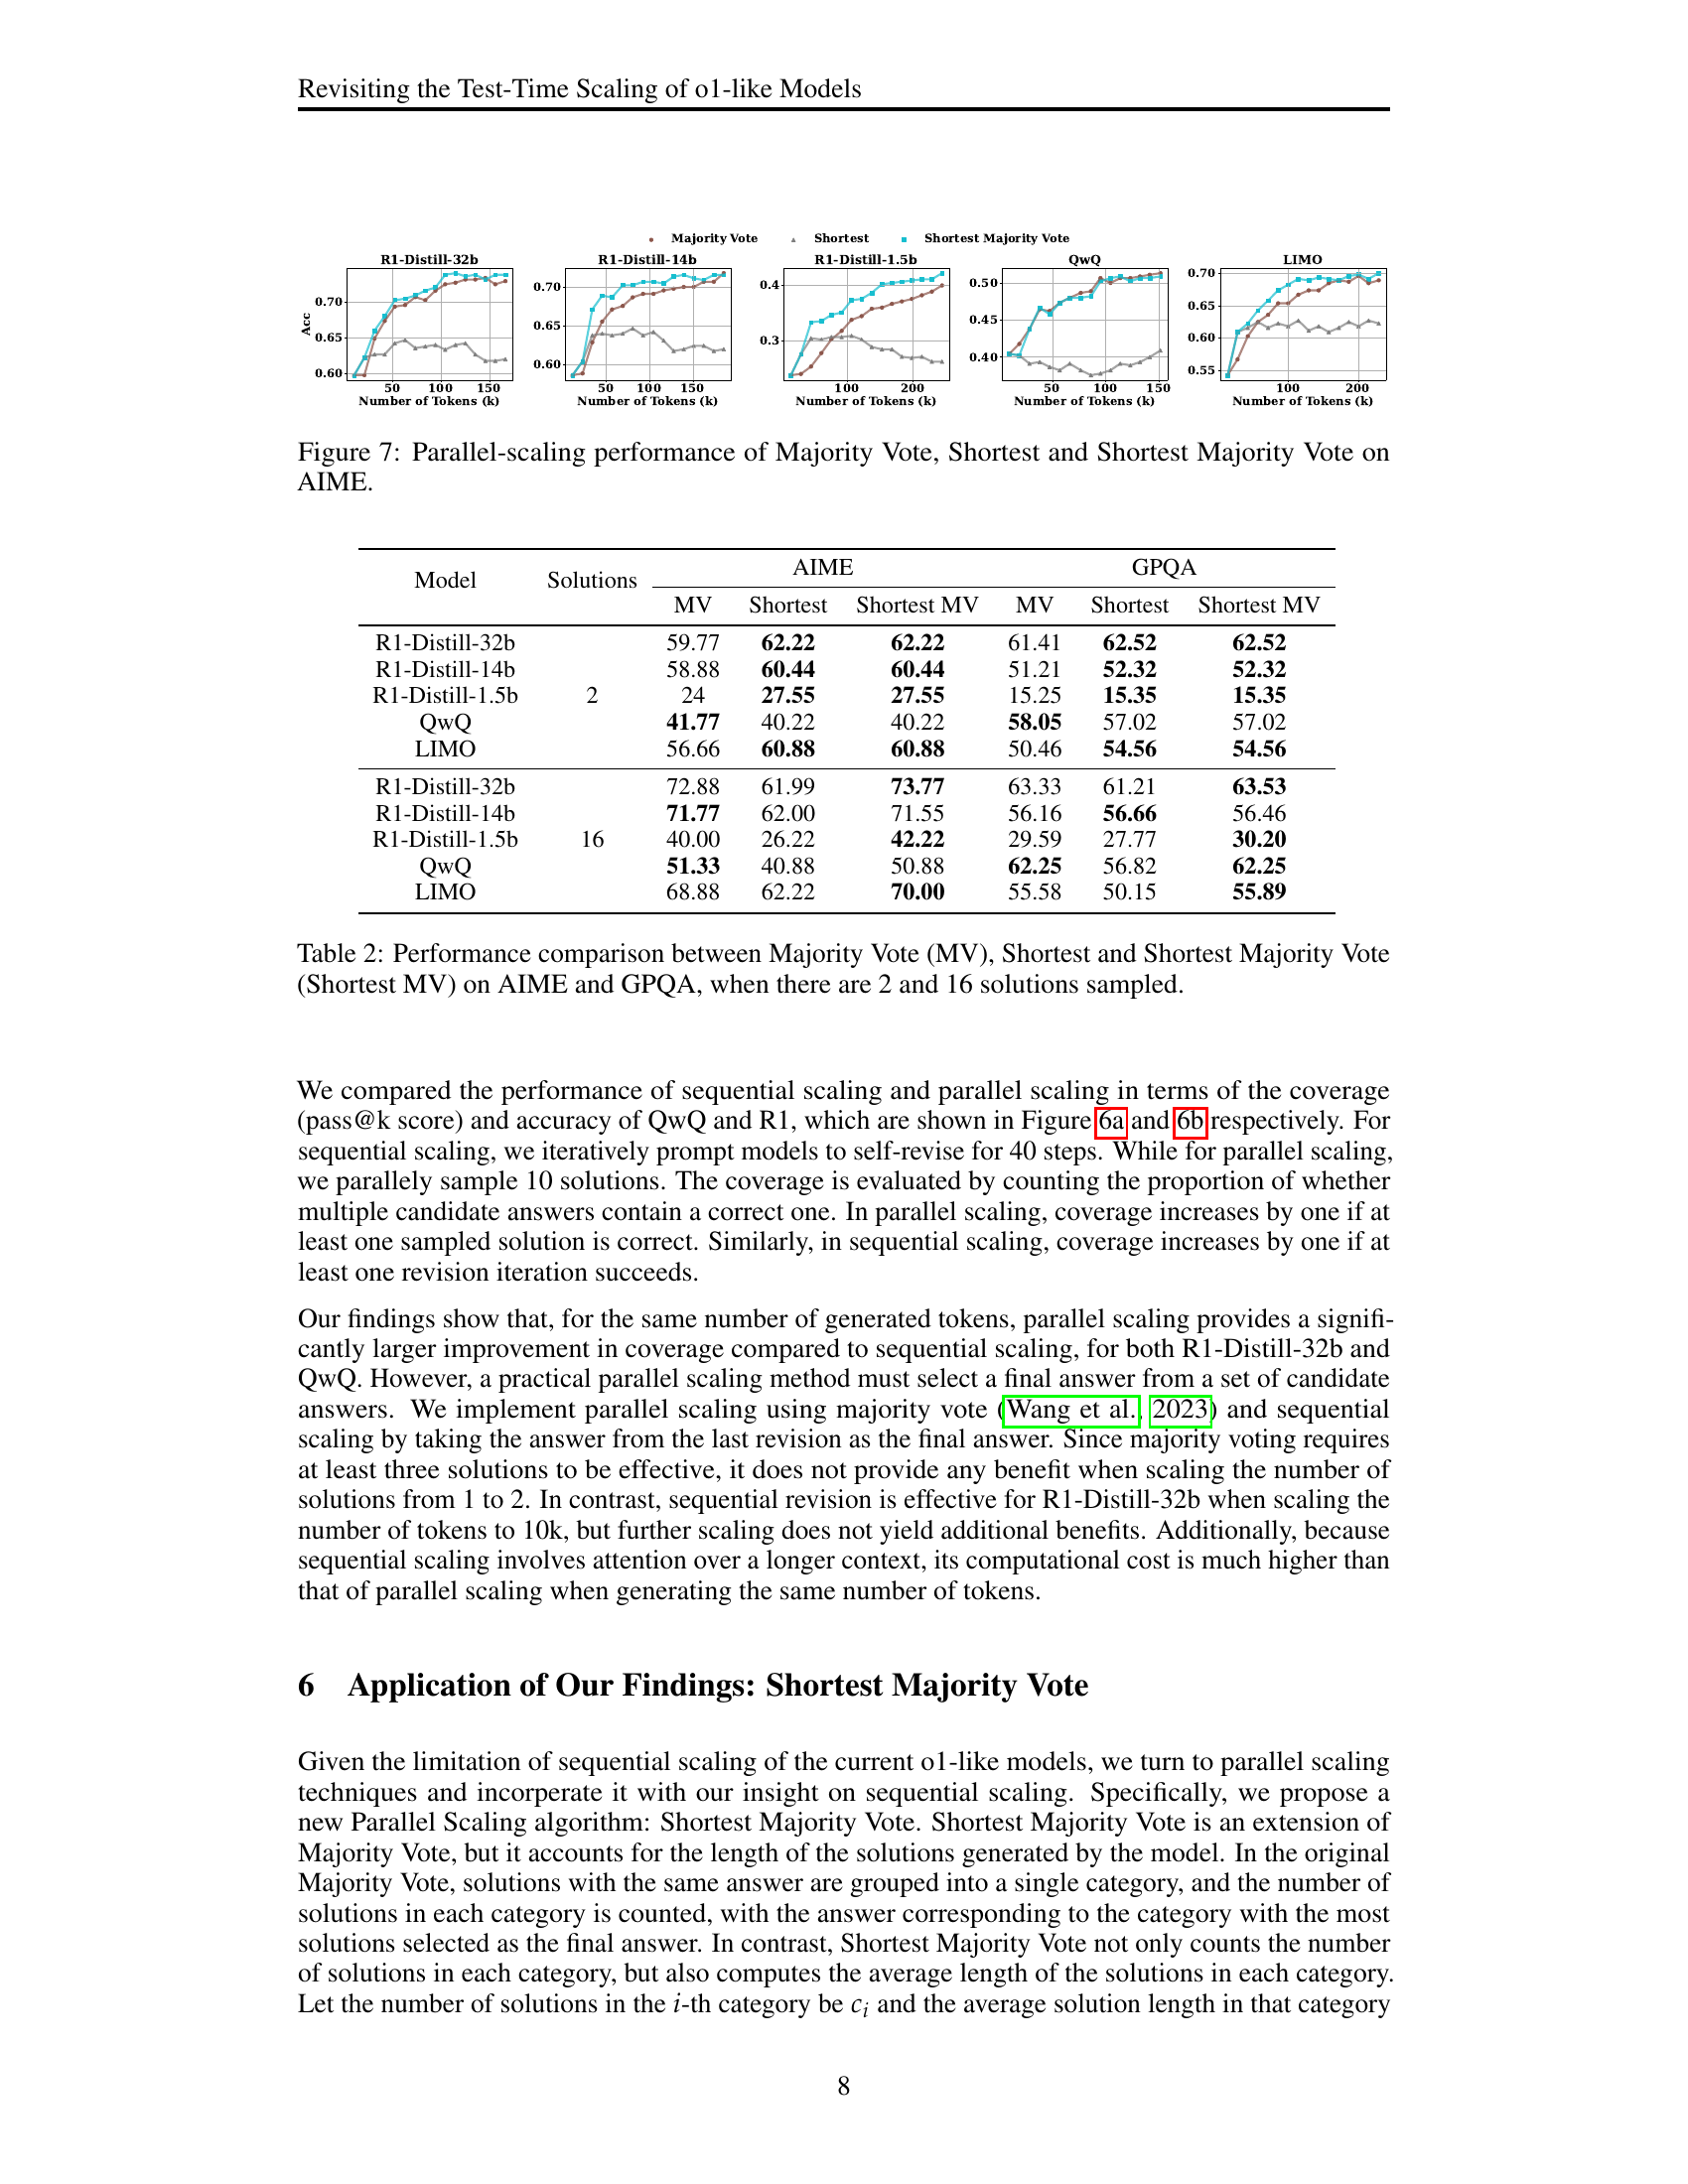 Revisiting the Test-Time Scaling of o1-like Models
Majority Vote Shortest Shortest Majority Vote
R1-Distill-32b R1-Distill-14b R1-Distill-1.5b QwQ LIMO
Acc
0.70
0.65
0.60
50 100 150
Number of Tokens (k)
0.70
0.65
0.60
50 100 150
Number of Tokens (k)
0.4
0.3
100 200
Number of Tokens (k)
0.50
0.45
0.40
50 100 150
Number of Tokens (k)
0.70
0.65
0.60
0.55
100 200
Number of Tokens (k)
Figure 7: Parallel-scaling performance of Majority Vote, Shortest and Shortest Majority Vote on
AIME.
Model Solutions AIME GPQA
MV Shortest Shortest MV MV Shortest Shortest MV
R1-Distill-32b 59.77 62.22 62.22 61.41 62.52 62.52
R1-Distill-14b 58.88 60.44 60.44 51.21 52.32 52.32
R1-Distill-1.5b 2 24 27.55 27.55 15.25 15.35 15.35
QwQ 41.77 40.22 40.22 58.05 57.02 57.02
LIMO 56.66 60.88 60.88 50.46 54.56 54.56
R1-Distill-32b 72.88 61.99 73.77 63.33 61.21 63.53
R1-Distill-14b 71.77 62.00 71.55 56.16 56.66 56.46
R1-Distill-1.5b 16 40.00 26.22 42.22 29.59 27.77 30.20
QwQ 51.33 40.88 50.88 62.25 56.82 62.25
LIMO 68.88 62.22 70.00 55.58 50.15 55.89
Table 2: Performance comparison between Majority Vote (MV), Shortest and Shortest Majority Vote
(Shortest MV) on AIME and GPQA, when there are 2 and 16 solutions sampled.
We compared the performance of sequential scaling and parallel scaling in terms of the coverage
(pass@k score) and accuracy of QwQ and R1, which are shown in Figure 6a and 6b respectively. For
sequential scaling, we iteratively prompt models to self-revise for 40 steps. While for parallel scaling,
we parallely sample 10 solutions. The coverage is evaluated by counting the proportion of whether
multiple candidate answers contain a correct one. In parallel scaling, coverage increases by one if at
least one sampled solution is correct. Similarly, in sequential scaling, coverage increases by one if at
least one revision iteration succeeds.
Our findings show that, for the same number of generated tokens, parallel scaling provides a signifi-
cantly larger improvement in coverage compared to sequential scaling, for both R1-Distill-32b and
QwQ. However, a practical parallel scaling method must select a final answer from a set of candidate
answers. We implement parallel scaling using majority vote (Wang et al., 2023) and sequential
scaling by taking the answer from the last revision as the final answer. Since majority voting requires
at least three solutions to be effective, it does not provide any benefit when scaling the number of
solutions from 1 to 2. In contrast, sequential revision is effective for R1-Distill-32b when scaling the
number of tokens to 10k, but further scaling does not yield additional benefits. Additionally, because
sequential scaling involves attention over a longer context, its computational cost is much higher than
that of parallel scaling when generating the same number of tokens.
6 Application of Our Findings: Shortest Majority Vote
Given the limitation of sequential scaling of the current o1-like models, we turn to parallel scaling
techniques and incorperate it with our insight on sequential scaling. Specifically, we propose a
new Parallel Scaling algorithm: Shortest Majority Vote. Shortest Majority Vote is an extension of
Majority Vote, but it accounts for the length of the solutions generated by the model. In the original
Majority Vote, solutions with the same answer are grouped into a single category, and the number of
solutions in each category is counted, with the answer corresponding to the category with the most
solutions selected as the final answer. In contrast, Shortest Majority Vote not only counts the number
of solutions in each category, but also computes the average length of the solutions in each category.
Let the number of solutions in the i-th category be cᵢ and the average solution length in that category
8